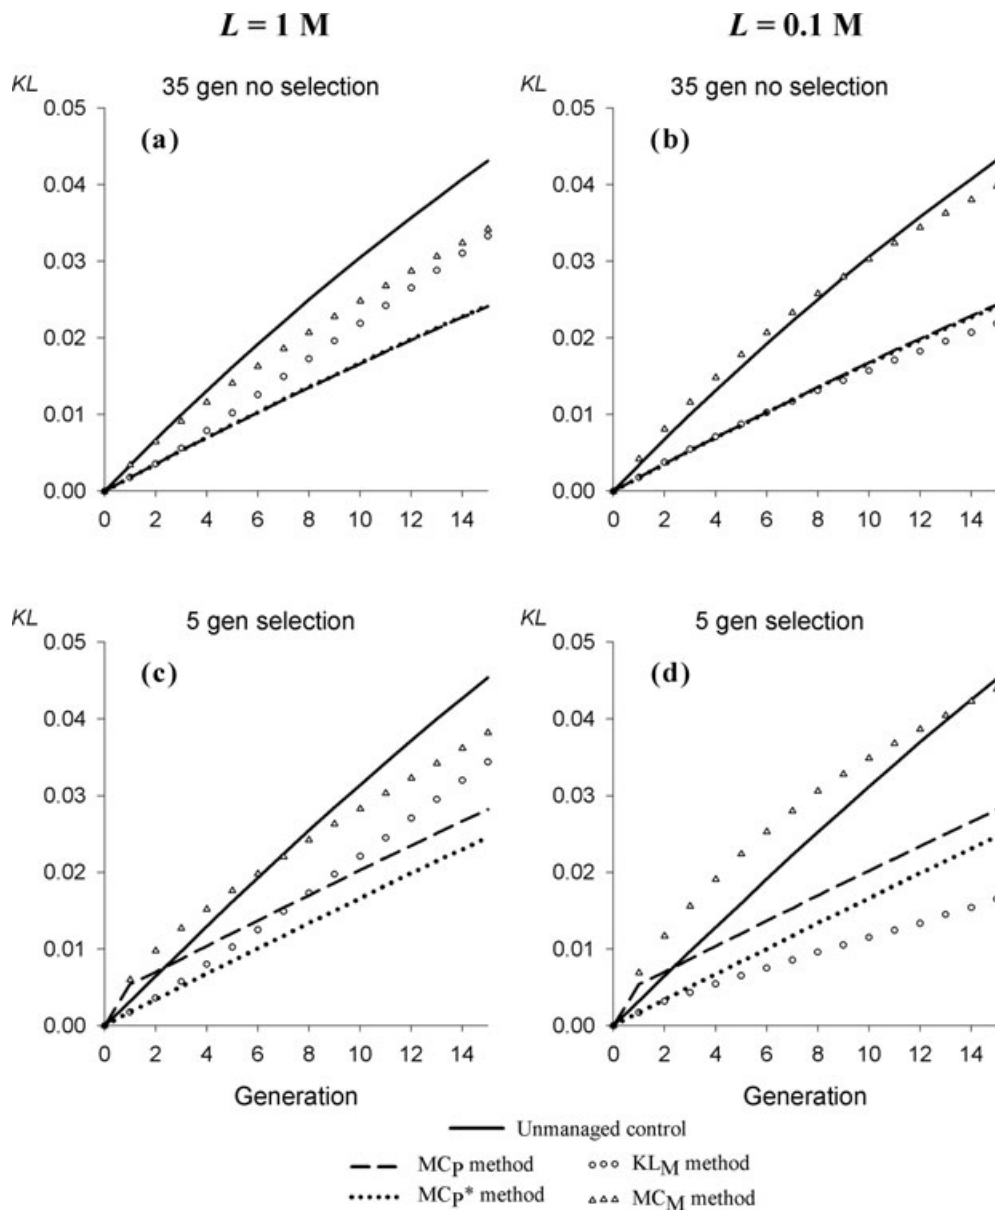 L = 1 M
L = 0.1 M
KL
35 gen no selection
KL
35 gen no selection
0.05
0.04
0.03
0.02
0.01
0.00
(a)
0 2 4 6 8 10 12 14
0.05
0.04
0.03
0.02
0.01
0.00
(b)
0 2 4 6 8 10 12 14
KL
5 gen selection
KL
5 gen selection
0.05
0.04
0.03
0.02
0.01
0.00
(c)
0 2 4 6 8 10 12 14
Generation
0.05
0.04
0.03
0.02
0.01
0.00
(d)
0 2 4 6 8 10 12 14
Generation
Unmanaged control
MCP method
KLM method
MCP* method
MCM method